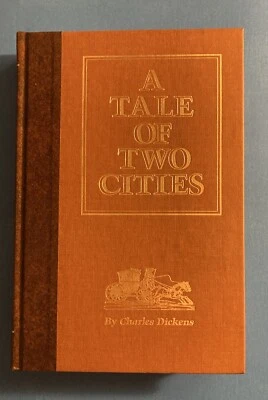 A
TALE
OF
TWO
CITIES
By Charles Dickens